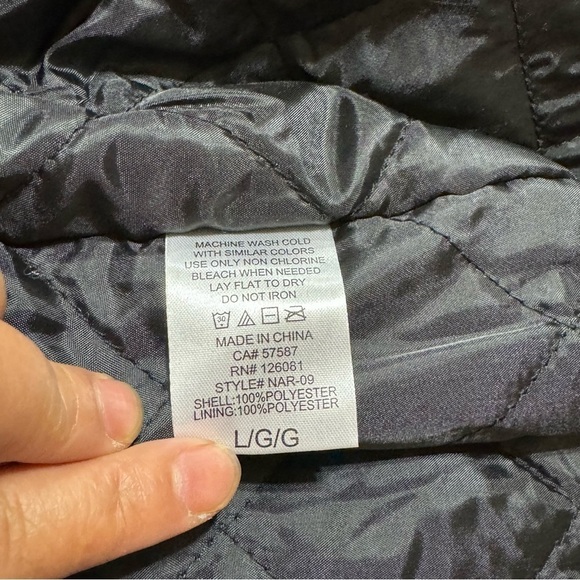 MACHINE WASH COLD
WITH SIMILAR COLORS
USE ONLY NON CHLORINE
BLEACH WHEN NEEDED
LAY FLAT TO DRY
DO NOT IRON
30
MADE IN CHINA
CA# 57587
RN# 126081
STYLE# NAR-09
SHELL:100%POLYESTER
LINING:100%POLYESTER
L/G/G